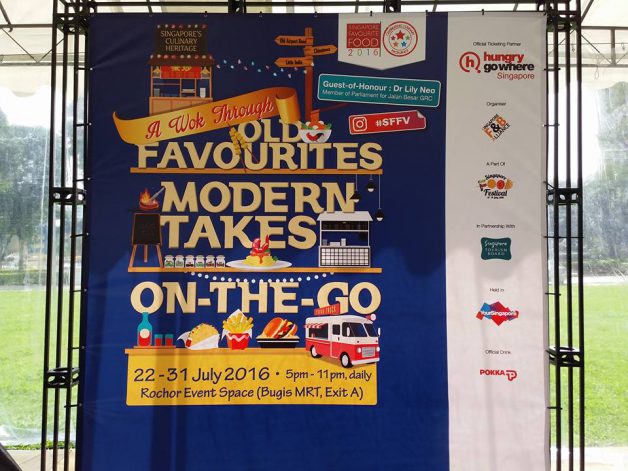 SINGAPORE'S
CULINARY
HERITAGE
Old Airport Road
Chinatown
Little India
SINGAPORE
FAVOURITE
FOOD
2016
Guest-of-Honour : Dr Lily Neo
Member of Parliament for Jalan Besar GRC
#SFFV
A Wok Through
OLD
FAVOURITES
MODERN
TAKES
ON-THE-GO
FOOD TRUCK
22 - 31 July 2016 • 5pm - 11pm, daily
Rochor Event Space (Bugis MRT, Exit A)
Official Ticketing Partner
hungry
gowhere
Singapore
Organiser
A Part Of
Singapore
Food
Festival
In Partnership With
Singapore
TOURISM
BOARD
Held in
YourSingapore
Official Drink
POKKA